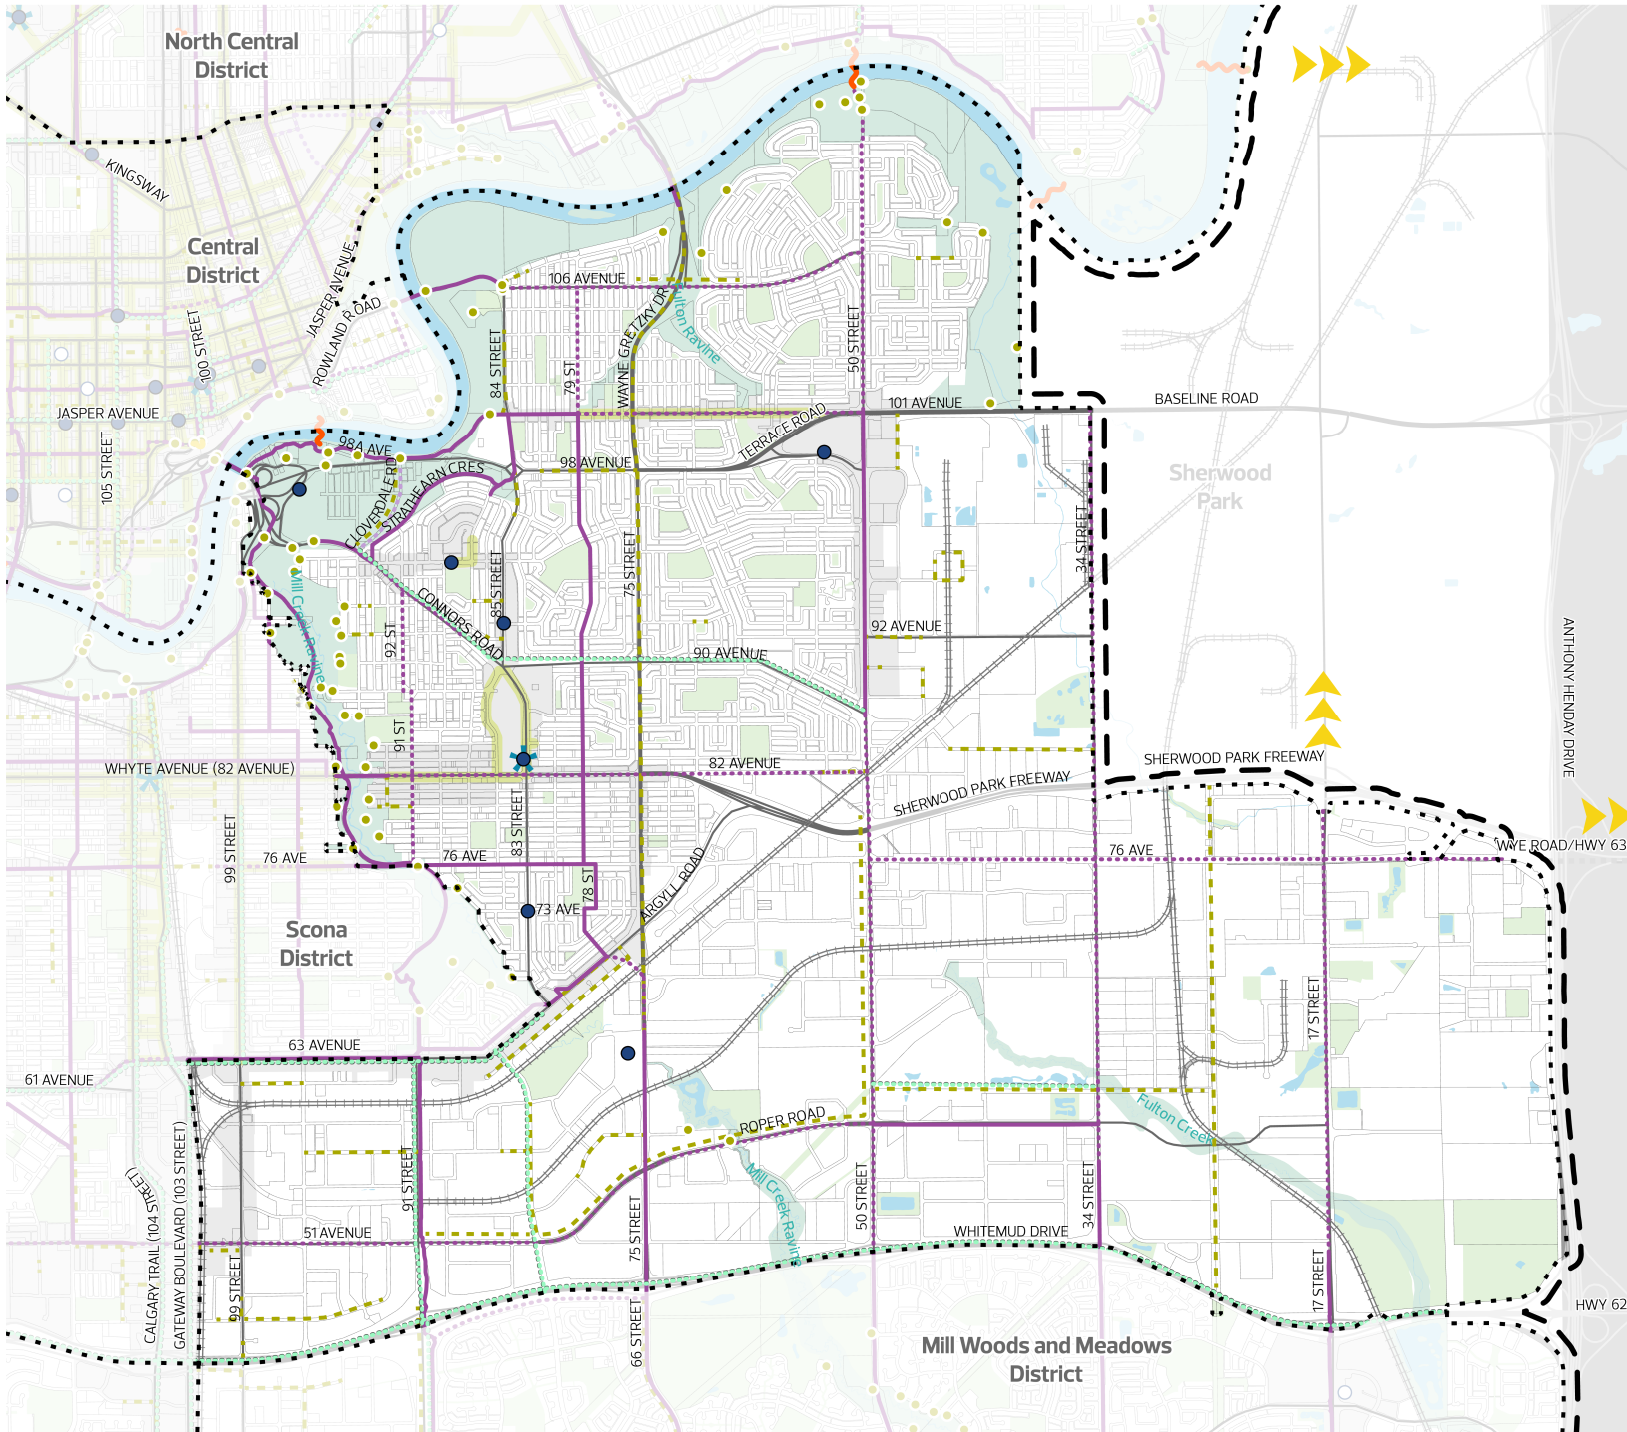 North Central
District
KINGSWAY
Central
District
JASPER AVENUE
ROWLAND ROAD
100 STREET
JASPER AVENUE
105 STREET
106 AVENUE
84 STREET
79 ST
WAYNE GRETZKY DR
Fulton Ravine
50 STREET
101 AVENUE
BASELINE ROAD
TERRACE ROAD
98A AVE
98 AVENUE
CLOVERDALE RD
STRATHEARN CRES
Sherwood
Park
34 STREET
85 STREET
75 STREET
CONNORS ROAD
92 ST
Mill Creek Ravine
92 AVENUE
90 AVENUE
ANTHONY HENDAY DRIVE
91 ST
WHYTE AVENUE (82 AVENUE)
82 AVENUE
SHERWOOD PARK FREEWAY
SHERWOOD PARK FREEWAY
83 STREET
99 STREET
76 AVE
76 AVE
76 AVE
WYE ROAD/HWY 63
ARGYLL ROAD
78 ST
73 AVE
Scona
District
17 STREET
63 AVENUE
61 AVENUE
ROPER ROAD
Fulton Creek
Mill Creek Ravine
CALGARY TRAIL (104 STREET)
GATEWAY BOULEVARD (103 STREET)
91 STREET
50 STREET
34 STREET
51 AVENUE
75 STREET
WHITEMUD DRIVE
99 STREET
17 STREET
HWY 62
66 STREET
Mill Woods and Meadows
District